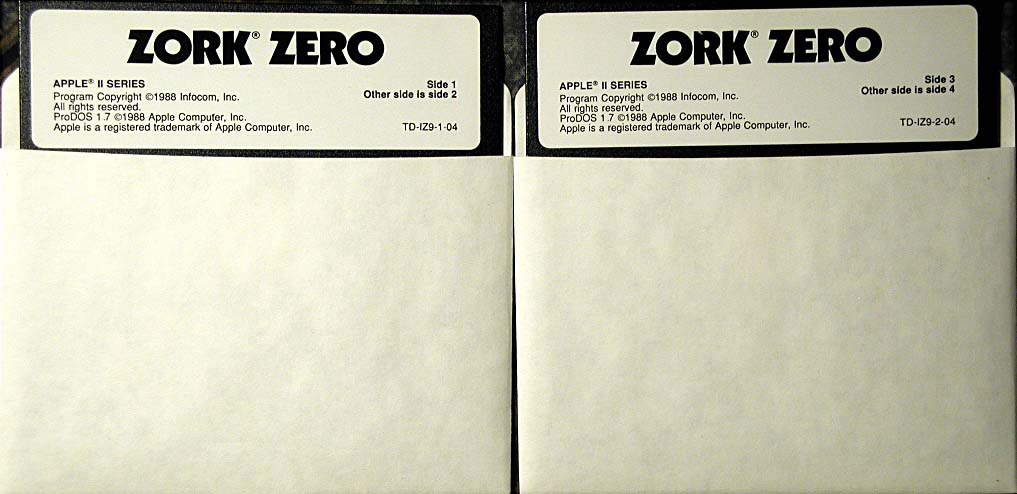 ZORK® ZERO
APPLE® II SERIES
Side 1
Other side is side 2
Program Copyright ©1988 Infocom, Inc.
All rights reserved.
ProDOS 1.7 ©1988 Apple Computer, Inc.
Apple is a registered trademark of Apple Computer, Inc.
TD-IZ9-1-04
ZORK® ZERO
APPLE® II SERIES
Side 3
Other side is side 4
Program Copyright ©1988 Infocom, Inc.
All rights reserved.
ProDOS 1.7 ©1988 Apple Computer, Inc.
Apple is a registered trademark of Apple Computer, Inc.
TD-IZ9-2-04